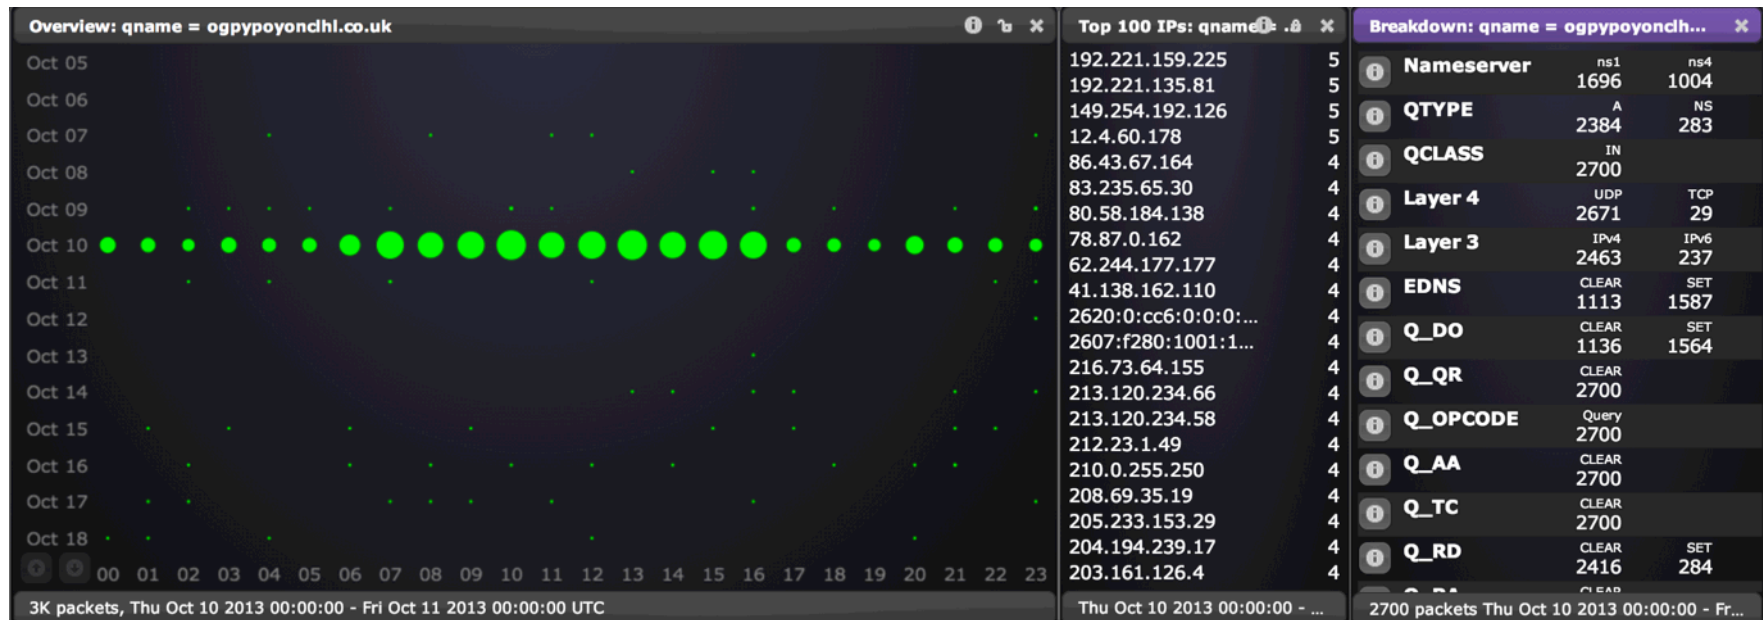 Overview: qname = ogpypoyonclhl.co.uk
Oct 05
Oct 06
Oct 07
Oct 08
Oct 09
Oct 10
Oct 11
Oct 12
Oct 13
Oct 14
Oct 15
Oct 16
Oct 17
Oct 18
00 01 02 03 04 05 06 07 08 09 10 11 12 13 14 15 16 17 18 19 20 21 22 23
3K packets, Thu Oct 10 2013 00:00:00 - Fri Oct 11 2013 00:00:00 UTC
Top 100 IPs: qname = ..
192.221.159.225 5
192.221.135.81 5
149.254.192.126 5
12.4.60.178 5
86.43.67.164 4
83.235.65.30 4
80.58.184.138 4
78.87.0.162 4
62.244.177.177 4
41.138.162.110 4
2620:0:cc6:0:0:0:... 4
2607:f280:1001:1... 4
216.73.64.155 4
213.120.234.66 4
213.120.234.58 4
212.23.1.49 4
210.0.255.250 4
208.69.35.19 4
205.233.153.29 4
204.194.239.17 4
203.161.126.4 4
Thu Oct 10 2013 00:00:00 - ...
Breakdown: qname = ogpypoyonclh...
Nameserver ns1 ns4
1696 1004
QTYPE A NS
2384 283
QCLASS IN
2700
Layer 4 UDP TCP
2671 29
Layer 3 IPv4 IPv6
2463 237
EDNS CLEAR SET
1113 1587
Q_DO CLEAR SET
1136 1564
Q_QR CLEAR
2700
Q_OPCODE Query
2700
Q_AA CLEAR
2700
Q_TC CLEAR
2700
Q_RD CLEAR SET
2416 284
2700 packets Thu Oct 10 2013 00:00:00 - Fr...